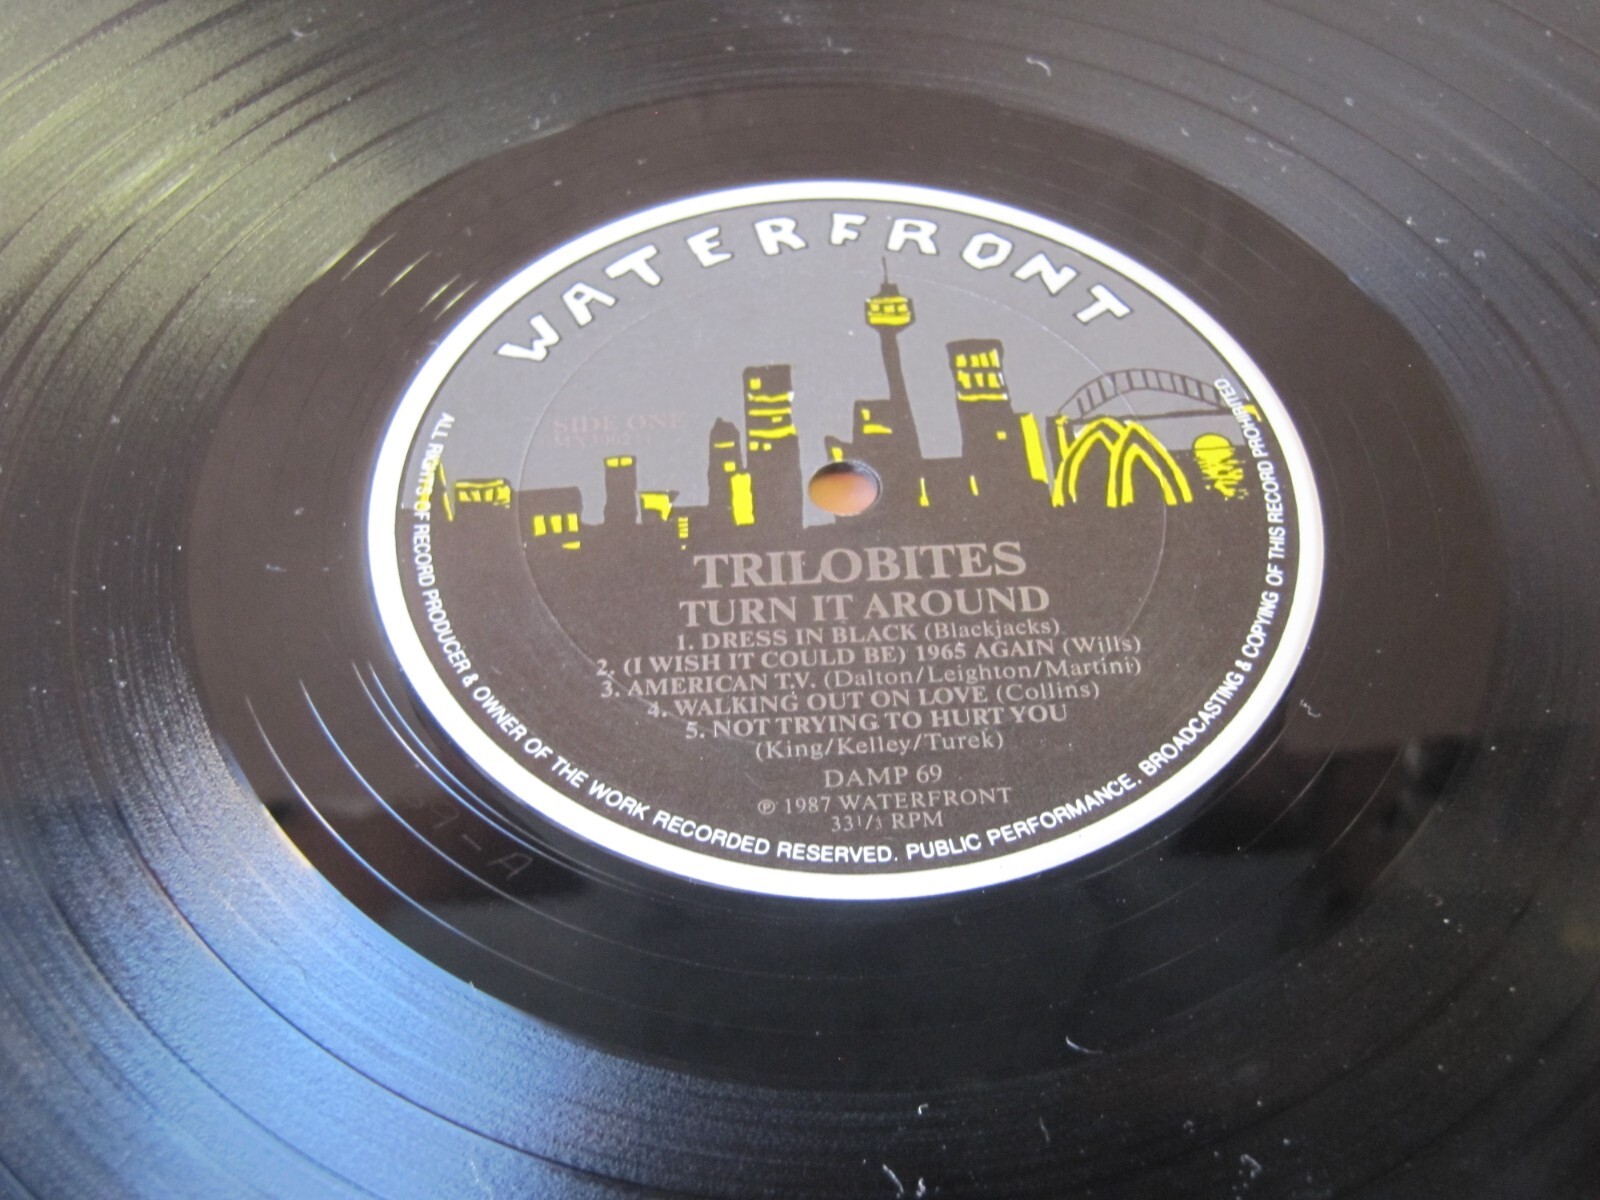 WATERFRONT
SIDE ONE
TRILOBITES
TURN IT AROUND
1. DRESS IN BLACK (Blackjacks)
2. (I WISH IT COULD BE) 1965 AGAIN (Wills)
3. AMERICAN T.V. (Dalton/Leighton/Martini)
4. WALKING OUT ON LOVE (Collins)
5. NOT TRYING TO HURT YOU
(King/Kelley/Turek)
DAMP 69
℗ 1987 WATERFRONT
33 1/3 RPM
ALL RIGHTS OF RECORD PRODUCER & OWNER OF THE WORK RECORDED RESERVED. PUBLIC PERFORMANCE. BROADCASTING & COPYING OF THIS RECORD PROHIBITED.